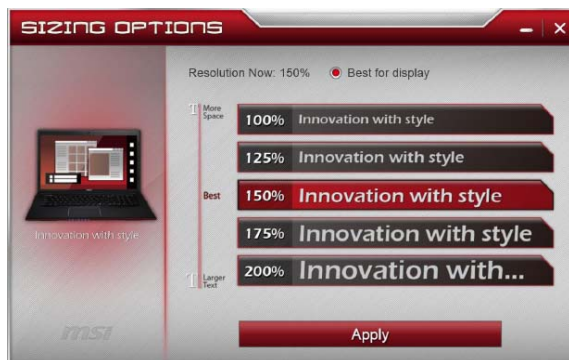 SIZING OPTIONS
Resolution Now: 150% Best for display
More
Space
100% Innovation with style
125% Innovation with style
Best 150% Innovation with style
175% Innovation with style
Larger
Text
200% Innovation with...
Innovation with style
msi
Apply